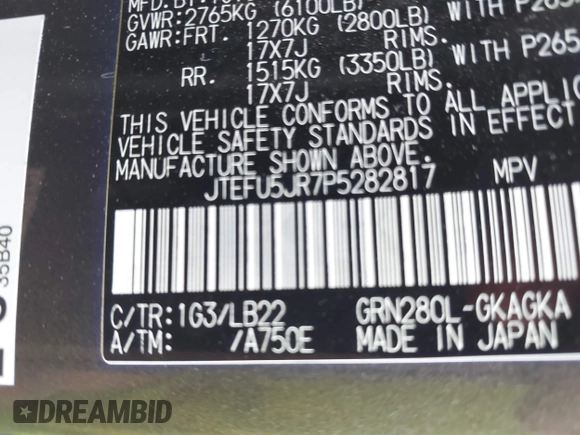 GVWR: 2765KG (6100LB)
GAWR: FRT. 1270KG (2800LB) WITH P265
17X7J RIMS.
RR. 1515KG (3350LB) WITH P265
17X7J RIMS.
THIS VEHICLE CONFORMS TO ALL APPLIC
VEHICLE SAFETY STANDARDS IN EFFECT
MANUFACTURE SHOWN ABOVE.
JTEFU5JR7P5282817 MPV
C/TR: 1G3/LB22 GRN280L-GKAGKA
A/TM: /A750E MADE IN JAPAN
35B40
DREAMBID